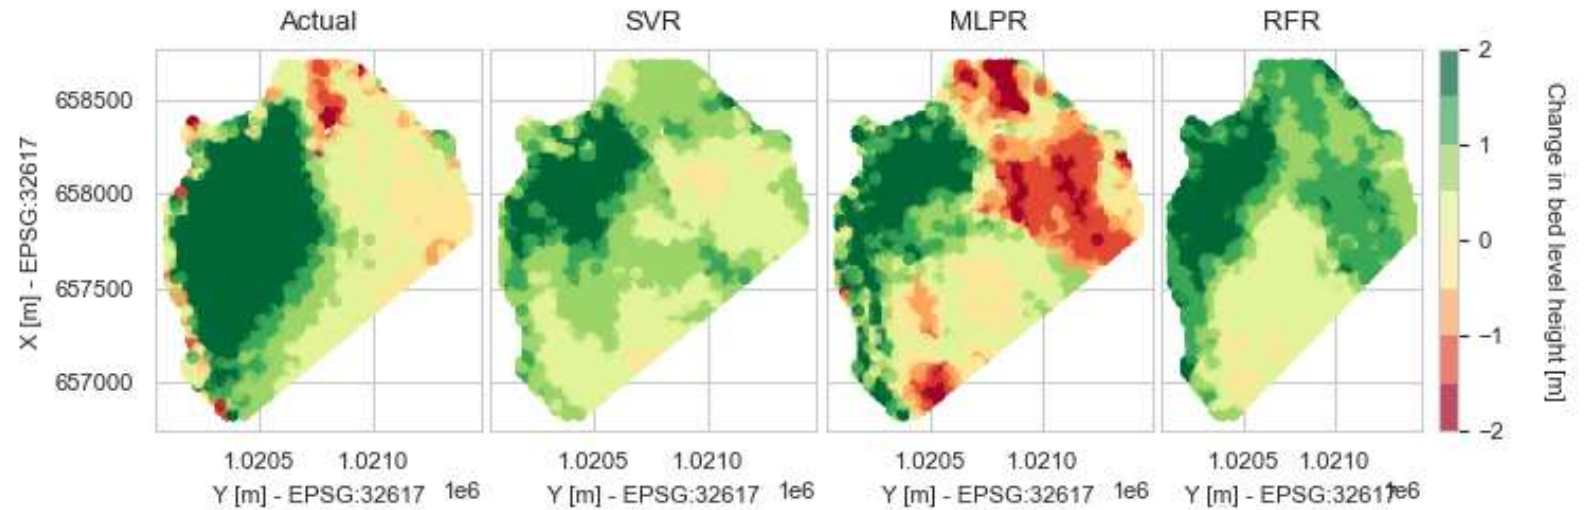 Actual SVR MLPR RFR
2
658500
1
658000
0
657500
−1
657000
−2
X [m] - EPSG:32617
Change in bed level height [m]
1.0205 1.0210 1.0205 1.0210 1.0205 1.0210 1.0205 1.0210
Y [m] - EPSG:32617 1e6 Y [m] - EPSG:32617 1e6 Y [m] - EPSG:32617 1e6 Y [m] - EPSG:32617 1e6